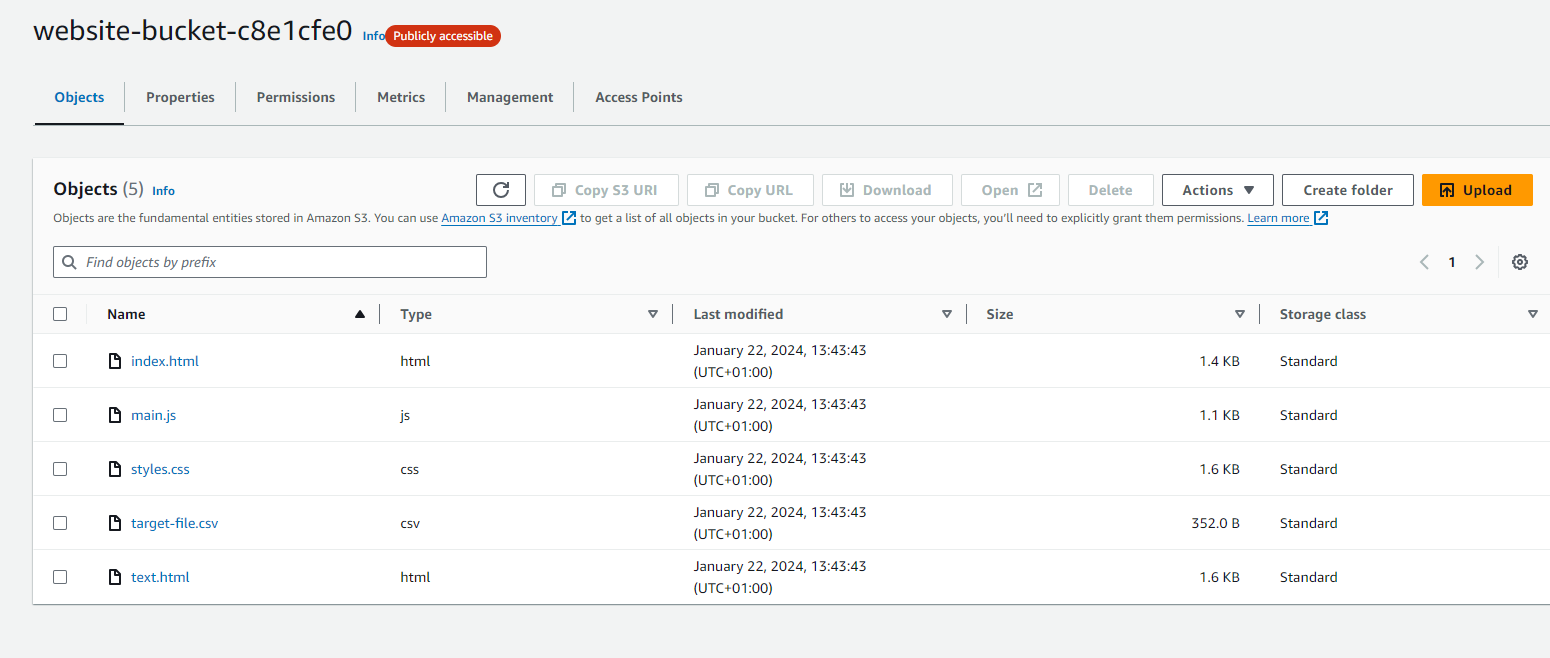 website-bucket-c8e1cfe0 Info Publicly accessible
Objects Properties Permissions Metrics Management Access Points
Objects (5) Info Copy S3 URI Copy URL Download Open Delete Actions Create folder Upload
Objects are the fundamental entities stored in Amazon S3. You can use Amazon S3 inventory to get a list of all objects in your bucket. For others to access your objects, you'll need to explicitly grant them permissions. Learn more
Find objects by prefix 1
Name Type Last modified Size Storage class
index.html html January 22, 2024, 13:43:43 (UTC+01:00) 1.4 KB Standard
main.js js January 22, 2024, 13:43:43 (UTC+01:00) 1.1 KB Standard
styles.css css January 22, 2024, 13:43:43 (UTC+01:00) 1.6 KB Standard
target-file.csv csv January 22, 2024, 13:43:43 (UTC+01:00) 352.0 B Standard
text.html html January 22, 2024, 13:43:43 (UTC+01:00) 1.6 KB Standard